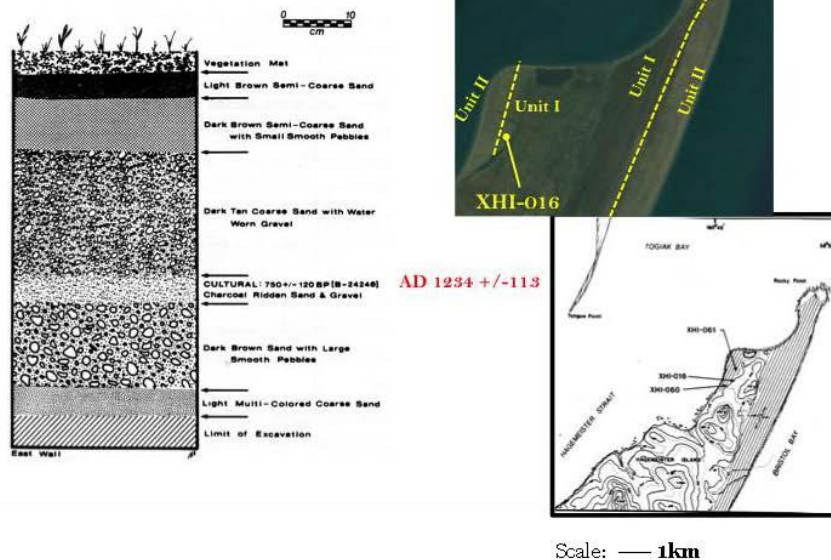 0 10
cm
Vegetation Mat
Light Brown Semi-Coarse Sand
Dark Brown Semi-Coarse Sand
with Small Smooth Pebbles
Dark Tan Coarse Sand with Water
Worn Gravel
CULTURAL: 750+/-120 BP (B-24246)
Charcoal Ridden Sand & Gravel
Dark Brown Sand with Large
Smooth Pebbles
Light Multi-Colored Coarse Sand
Limit of Excavation
East Wall
AD 1234 +/-113
Unit II
Unit I
Unit I
Unit II
XHI-016
TOGIAK BAY
Rocky Point
Tongue Point
XHI-061
XHI-016
XHI-060
HAGEMEISTER STRAIT
HAGEMEISTER ISLAND
BRISTOL BAY
Scale: 1km